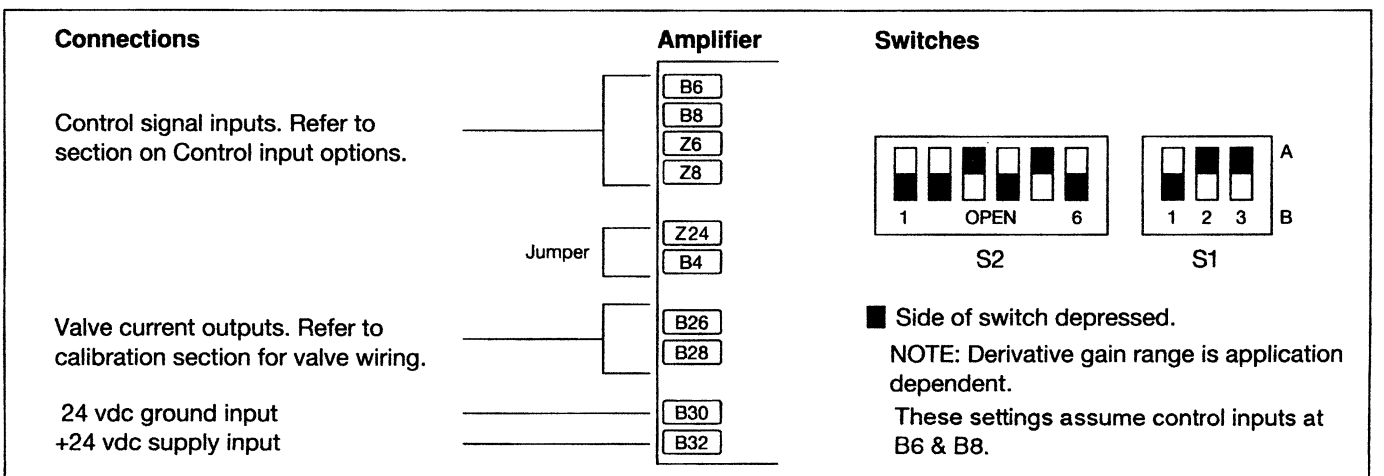 Connections
Control signal inputs. Refer to
section on Control input options.
Jumper
Valve current outputs. Refer to
calibration section for valve wiring.
24 vdc ground input
+24 vdc supply input
Amplifier
B6
B8
Z6
Z8
Z24
B4
B26
B28
B30
B32
Switches
1 OPEN 6
S2
A
1 2 3 B
S1
Side of switch depressed.
NOTE: Derivative gain range is application
dependent.
These settings assume control inputs at
B6 & B8.